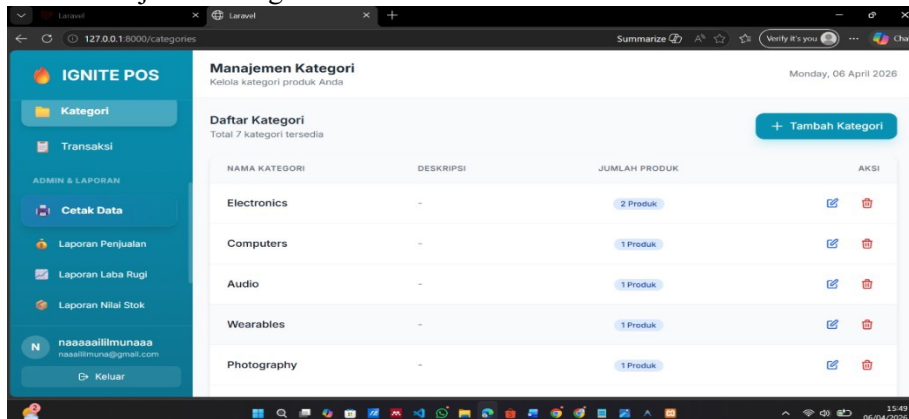 Laravel
Laravel
127.0.0.1:8000/categories
Summarize
Verify it's you
IGNITE POS
Kategori
Transaksi
ADMIN & LAPORAN
Cetak Data
Laporan Penjualan
Laporan Laba Rugi
Laporan Nilai Stok
N
naaaaaililmunaaa
naaaililmuna@gmail.com
Keluar
Manajemen Kategori
Kelola kategori produk Anda
Monday, 06 April 2026
Daftar Kategori
Total 7 kategori tersedia
+ Tambah Kategori
NAMA KATEGORI DESKRIPSI JUMLAH PRODUK AKSI
Electronics - 2 Produk
Computers - 1 Produk
Audio - 1 Produk
Wearables - 1 Produk
Photography - 1 Produk
15:49
06/04/2026